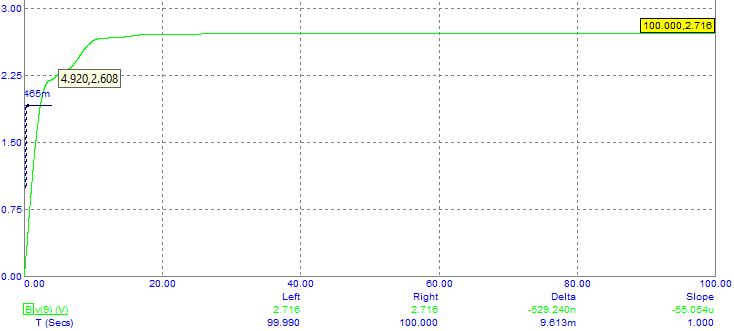 3.00
100.000,2.716
2.25
4.920,2.608
465m
1.50
0.75
0.00
0.00 20.00 40.00 60.00 80.00 100.00
Left Right Delta Slope
B v(9) (V) 2.716 2.716 -529.240n -55.054u
T (Secs) 99.990 100.000 9.613m 1.000